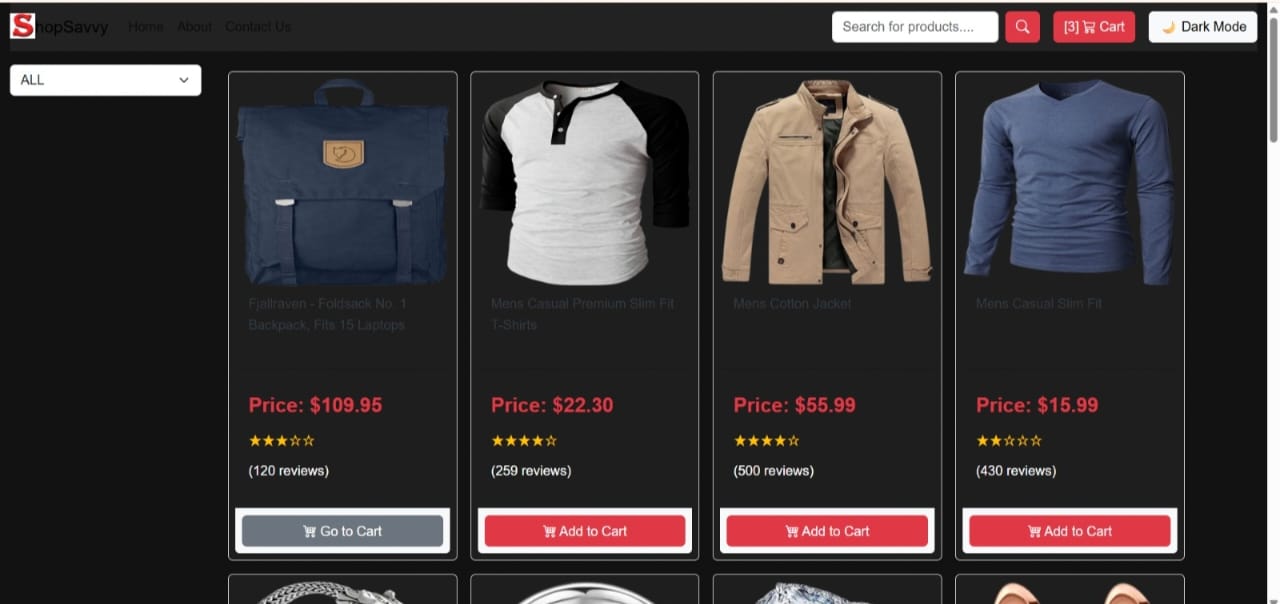 ShopSavvy Home About Contact Us Search for products.... [3] Cart 🌙 Dark Mode
ALL
Fjallraven - Foldsack No. 1
Backpack, Fits 15 Laptops
Mens Casual Premium Slim Fit
T-Shirts
Mens Cotton Jacket
Mens Casual Slim Fit
Price: $109.95
Price: $22.30
Price: $55.99
Price: $15.99
★★★☆☆
★★★★☆
★★★★☆
★★☆☆☆
(120 reviews)
(259 reviews)
(500 reviews)
(430 reviews)
Go to Cart
Add to Cart
Add to Cart
Add to Cart